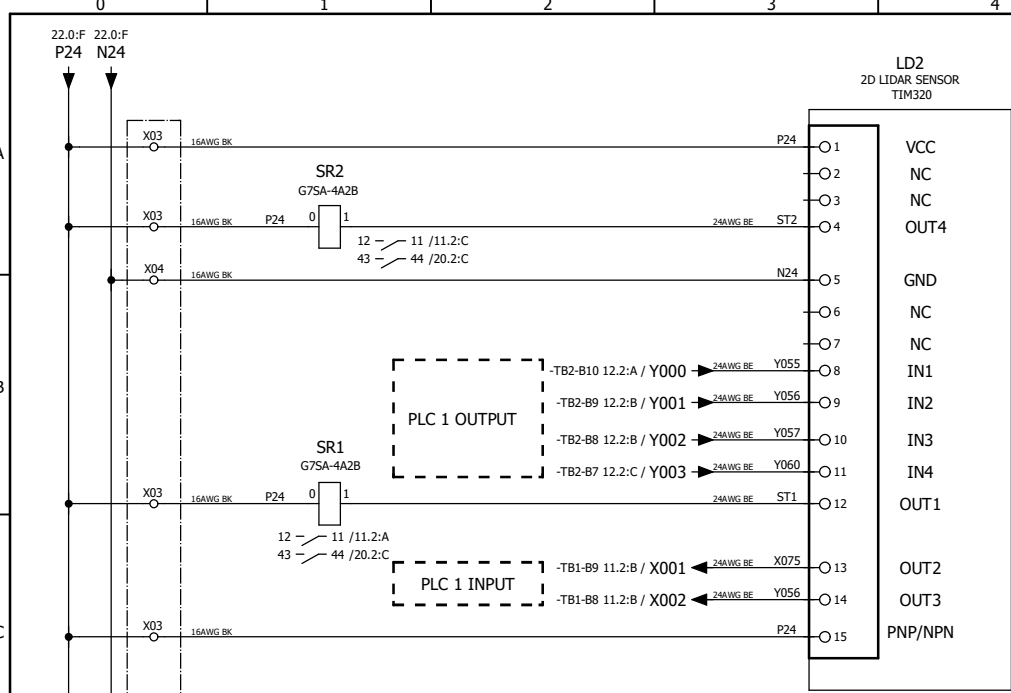 0 1 2 3 4
22.0:F 22.0:F
P24 N24
LD2
2D LIDAR SENSOR
TIM320
A
X03 16AWG BK P24 1 VCC
2 NC
3 NC
SR2
G7SA-4A2B
X03 16AWG BK P24 0 1 24AWG BE ST2 4 OUT4
12 11 /11.2:C
43 44 /20.2:C
X04 16AWG BK N24 5 GND
6 NC
7 NC
B
PLC 1 OUTPUT
-TB2-B10 12.2:A / Y000 24AWG BE Y055 8 IN1
-TB2-B9 12.2:B / Y001 24AWG BE Y056 9 IN2
-TB2-B8 12.2:B / Y002 24AWG BE Y057 10 IN3
-TB2-B7 12.2:C / Y003 24AWG BE Y060 11 IN4
SR1
G7SA-4A2B
X03 16AWG BK P24 0 1 24AWG BE ST1 12 OUT1
12 11 /11.2:A
43 44 /20.2:C
PLC 1 INPUT
-TB1-B9 11.2:B / X001 24AWG BE X075 13 OUT2
-TB1-B8 11.2:B / X002 24AWG BE Y056 14 OUT3
C
X03 16AWG BK P24 15 PNP/NPN